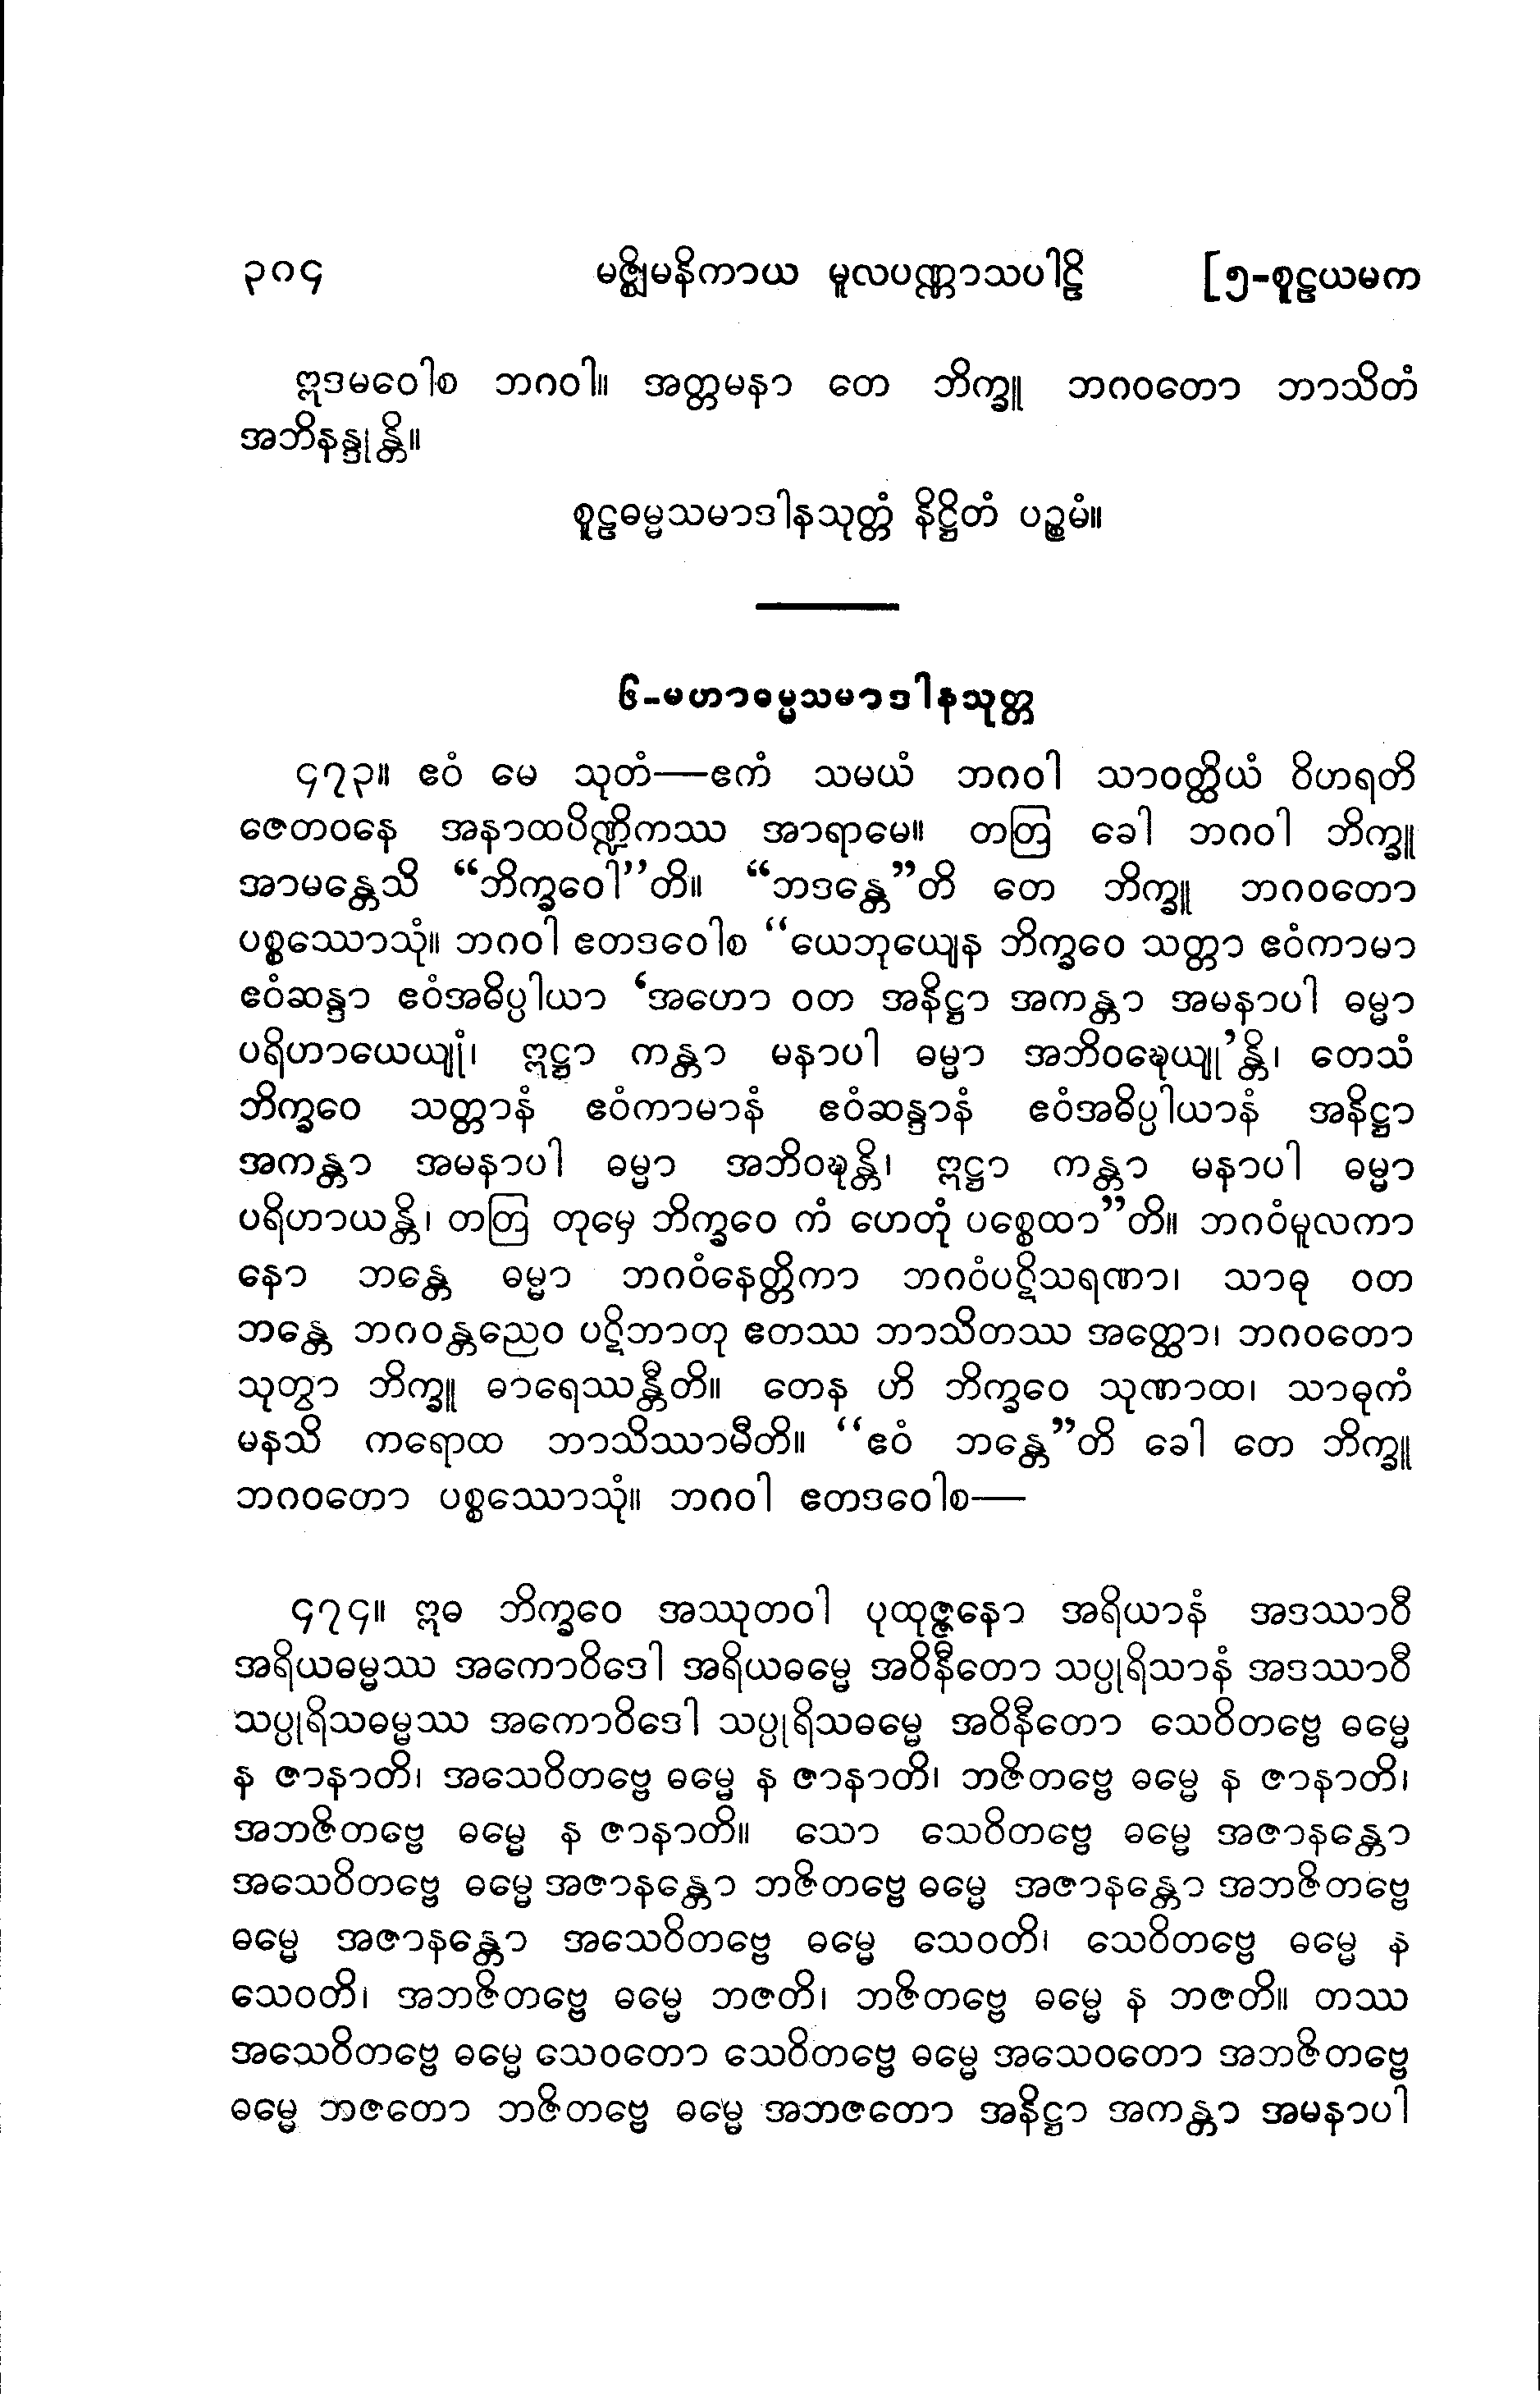 ၃၀၄ မဇ္ဈိမနိကာယ မူလပဏ္ဏာသပါဠိ [၅-စူဠယမက
ဣဒမဝေါစ ဘဂဝါ။ အတ္တမနာ တေ ဘိက္ခူ ဘဂဝတော ဘာသိတံ
အဘိနန္ဒုန္တိ။
စူဠဓမ္မသမာဒါနသုတ္တံ နိဋ္ဌိတံ ပဉ္စမံ။
၆-မဟာဓမ္မသမာဒါနသုတ္တ
၄၇၃။ ဧဝံ မေ သုတံ—ဧကံ သမယံ ဘဂဝါ သာဝတ္ထိယံ ဝိဟရတိ
ဇေတဝနေ အနာထပိဏ္ဍိကဿ အာရာမေ။ တတြ ခေါ ဘဂဝါ ဘိက္ခူ
အာမန္တေသိ “ဘိက္ခဝေါ”တိ။ “ဘဒန္တေ”တိ တေ ဘိက္ခူ ဘဂဝတော
ပစ္စဿောသုံ။ ဘဂဝါ ဧတဒဝေါစ “ယေဘုယျေန ဘိက္ခဝေ သတ္တာ ဧဝံကာမာ
ဧဝံဆန္ဒာ ဧဝံအဓိပ္ပါယာ ‘အဟော ဝတ အနိဋ္ဌာ အကန္တာ အမနာပါ ဓမ္မာ
ပရိဟာယေယျုံ၊ ဣဋ္ဌာ ကန္တာ မနာပါ ဓမ္မာ အဘိဝဍ္ဎေယျု’န္တိ၊ တေသံ
ဘိက္ခဝေ သတ္တာနံ ဧဝံကာမာနံ ဧဝံဆန္ဒာနံ ဧဝံအဓိပ္ပါယာနံ အနိဋ္ဌာ
အကန္တာ အမနာပါ ဓမ္မာ အဘိဝဍ္ဎန္တိ၊ ဣဋ္ဌာ ကန္တာ မနာပါ ဓမ္မာ
ပရိဟာယန္တိ၊ တတြ တုမှေ ဘိက္ခဝေ ကံ ဟေတုံ ပစ္စေထာ”တိ။ ဘဂဝံမူလကာ
နော ဘန္တေ ဓမ္မာ ဘဂဝံနေတ္တိကာ ဘဂဝံပဋိသရဏာ၊ သာဓု ဝတ
ဘန္တေ ဘဂဝန္တညေဝ ပဋိဘာတု ဧတဿ ဘာသိတဿ အတ္ထော၊ ဘဂဝတော
သုတွာ ဘိက္ခူ ဓာရေဿန္တီတိ။ တေန ဟိ ဘိက္ခဝေ သုဏာထ၊ သာဓုကံ
မနသိ ကရောထ ဘာသိဿာမီတိ။ “ဧဝံ ဘန္တေ”တိ ခေါ တေ ဘိက္ခူ
ဘဂဝတော ပစ္စဿောသုံ။ ဘဂဝါ ဧတဒဝေါစ—
၄၇၄။ ဣဓ ဘိက္ခဝေ အဿုတဝါ ပုထုဇ္ဇနော အရိယာနံ အဒဿာဝီ
အရိယဓမ္မဿ အကောဝိဒေါ အရိယဓမ္မေ အဝိနီတော သပ္ပုရိသာနံ အဒဿာဝီ
သပ္ပုရိသဓမ္မဿ အကောဝိဒေါ သပ္ပုရိသဓမ္မေ အဝိနီတော သေဝိတဗ္ဗေ ဓမ္မေ
န ဇာနာတိ၊ အသေဝိတဗ္ဗေ ဓမ္မေ န ဇာနာတိ၊ ဘဇိတဗ္ဗေ ဓမ္မေ န ဇာနာတိ၊
အဘဇိတဗ္ဗေ ဓမ္မေ န ဇာနာတိ။ သော သေဝိတဗ္ဗေ ဓမ္မေ အဇာနန္တော
အသေဝိတဗ္ဗေ ဓမ္မေ အဇာနန္တော ဘဇိတဗ္ဗေ ဓမ္မေ အဇာနန္တော အဘဇိတဗ္ဗေ
ဓမ္မေ အဇာနန္တော အသေဝိတဗ္ဗေ ဓမ္မေ သေဝတိ၊ သေဝိတဗ္ဗေ ဓမ္မေ န
သေဝတိ၊ အဘဇိတဗ္ဗေ ဓမ္မေ ဘဇတိ၊ ဘဇိတဗ္ဗေ ဓမ္မေ န ဘဇတိ။ တဿ
အသေဝိတဗ္ဗေ ဓမ္မေ သေဝတော သေဝိတဗ္ဗေ ဓမ္မေ အသေဝတော အဘဇိတဗ္ဗေ
ဓမ္မေ ဘဇတော ဘဇိတဗ္ဗေ ဓမ္မေ အဘဇတော အနိဋ္ဌာ အကန္တာ အမနာပါ